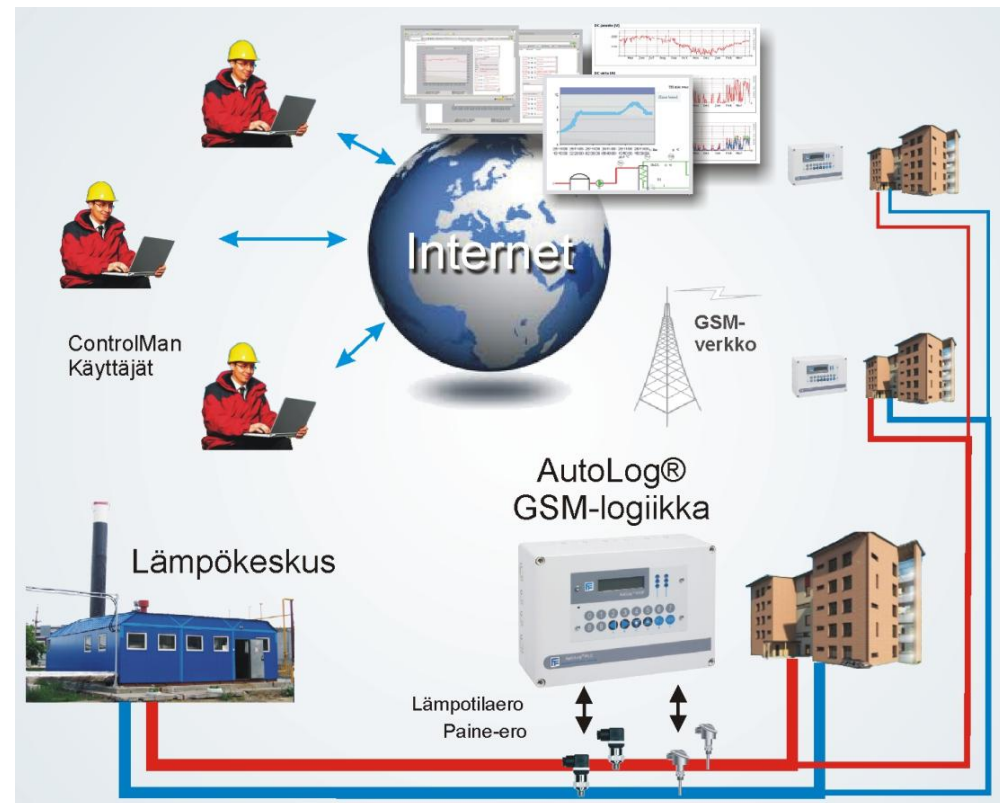 Internet
GSM-
verkko
ControlMan
Käyttäjät
AutoLog®
GSM-logiikka
Lämpökeskus
Lämpotilaero
Paine-ero